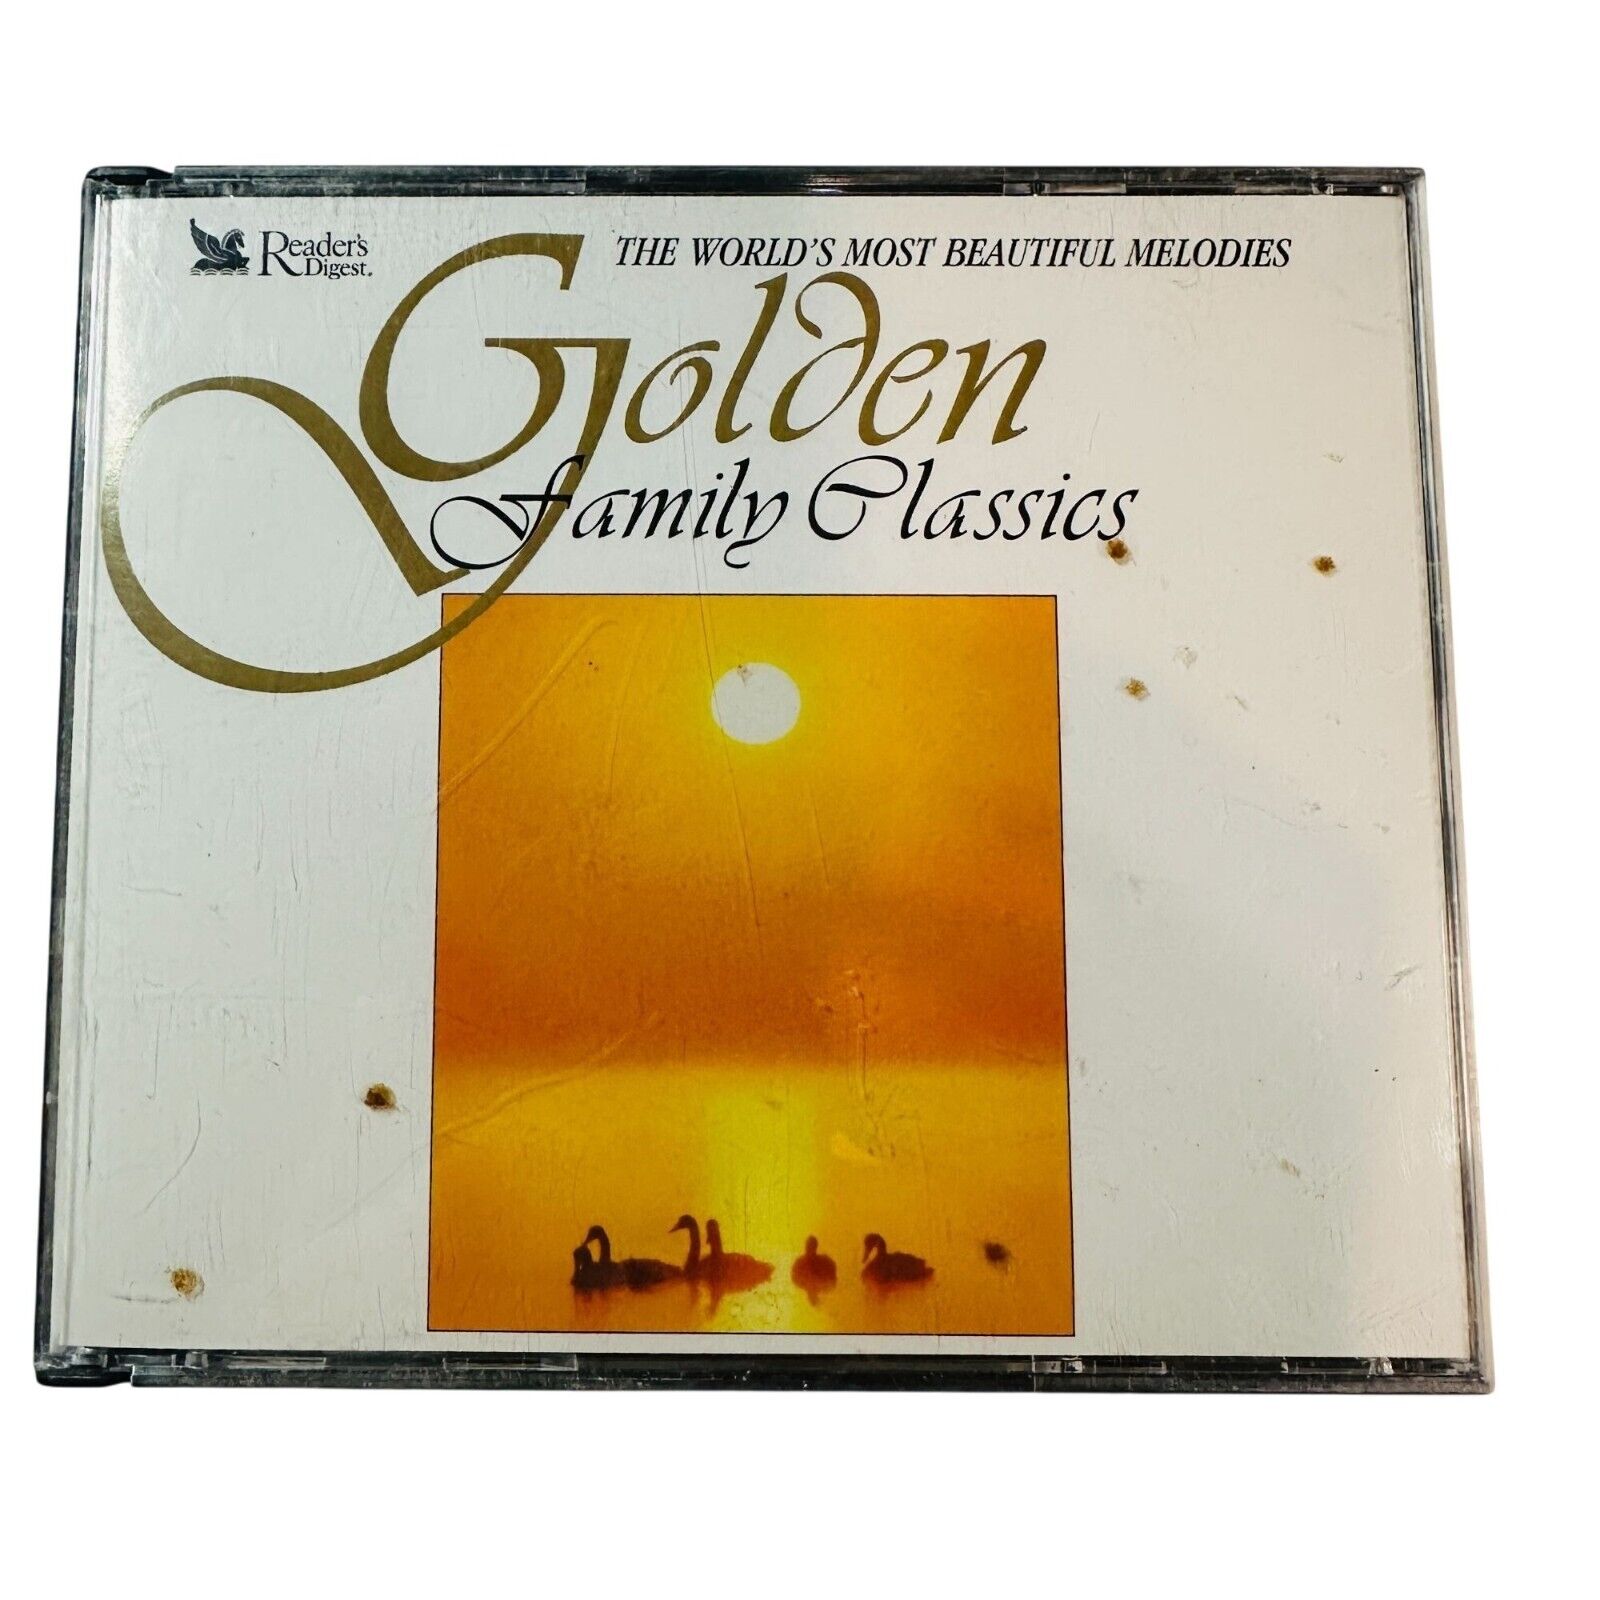 Reader's
Digest.
THE WORLD'S MOST BEAUTIFUL MELODIES
Golden
Family Classics